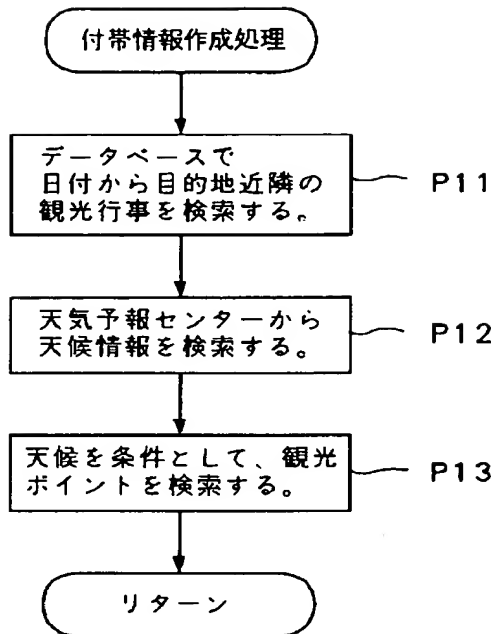 付帯情報作成処理
データベースで
日付から目的地近隣の
観光行事を検索する。
P11
天気予報センターから
天候情報を検索する。
P12
天候を条件として、観光
ポイントを検索する。
P13
リターン